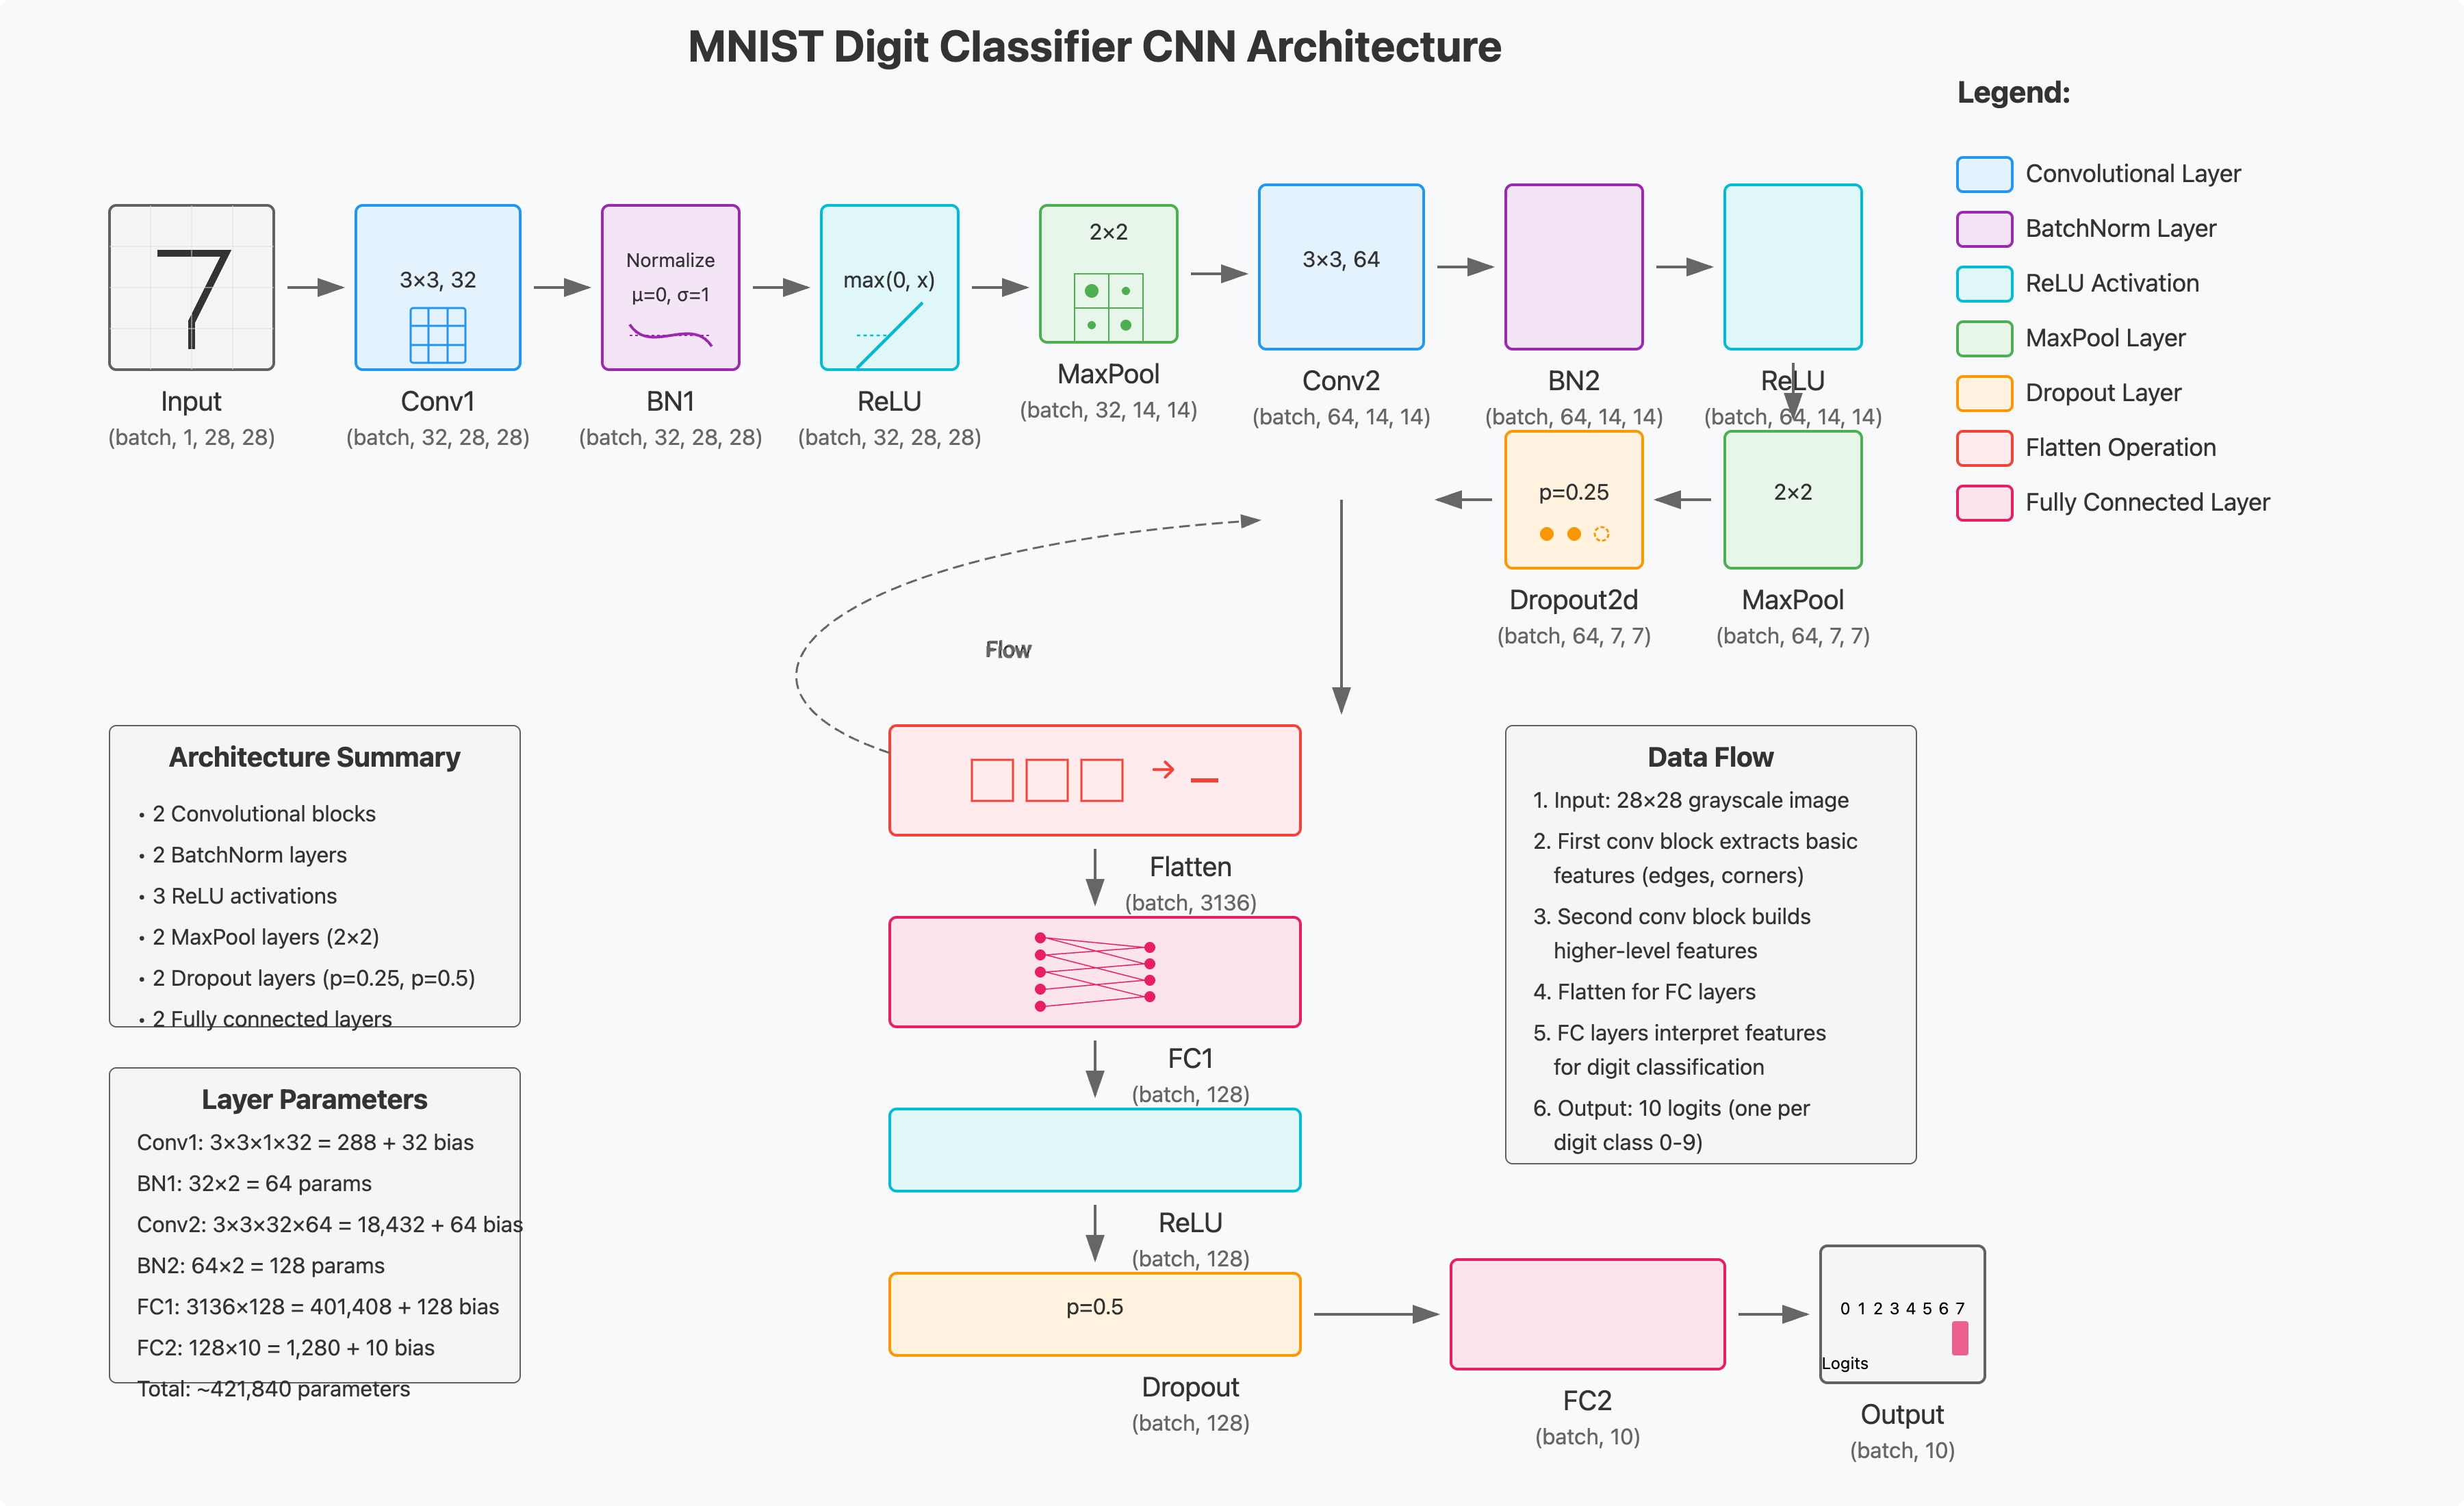 MNIST Digit Classifier CNN Architecture
Legend:
Convolutional Layer
BatchNorm Layer
ReLU Activation
MaxPool Layer
Dropout Layer
Flatten Operation
Fully Connected Layer
Input
(batch, 1, 28, 28)
3×3, 32
Conv1
(batch, 32, 28, 28)
Normalize
μ=0, σ=1
BN1
(batch, 32, 28, 28)
max(0, x)
ReLU
(batch, 32, 28, 28)
2×2
MaxPool
(batch, 32, 14, 14)
3×3, 64
Conv2
(batch, 64, 14, 14)
BN2
(batch, 64, 14, 14)
ReLU
(batch, 64, 14, 14)
2×2
MaxPool
(batch, 64, 7, 7)
p=0.25
Dropout2d
(batch, 64, 7, 7)
Flow
Flatten
(batch, 3136)
FC1
(batch, 128)
ReLU
(batch, 128)
p=0.5
Dropout
(batch, 128)
FC2
(batch, 10)
0 1 2 3 4 5 6 7
Logits
Output
(batch, 10)
Architecture Summary
• 2 Convolutional blocks
• 2 BatchNorm layers
• 3 ReLU activations
• 2 MaxPool layers (2×2)
• 2 Dropout layers (p=0.25, p=0.5)
• 2 Fully connected layers
Layer Parameters
Conv1: 3×3×1×32 = 288 + 32 bias
BN1: 32×2 = 64 params
Conv2: 3×3×32×64 = 18,432 + 64 bias
BN2: 64×2 = 128 params
FC1: 3136×128 = 401,408 + 128 bias
FC2: 128×10 = 1,280 + 10 bias
Total: ~421,840 parameters
Data Flow
1. Input: 28×28 grayscale image
2. First conv block extracts basic
features (edges, corners)
3. Second conv block builds
higher-level features
4. Flatten for FC layers
5. FC layers interpret features
for digit classification
6. Output: 10 logits (one per
digit class 0-9)